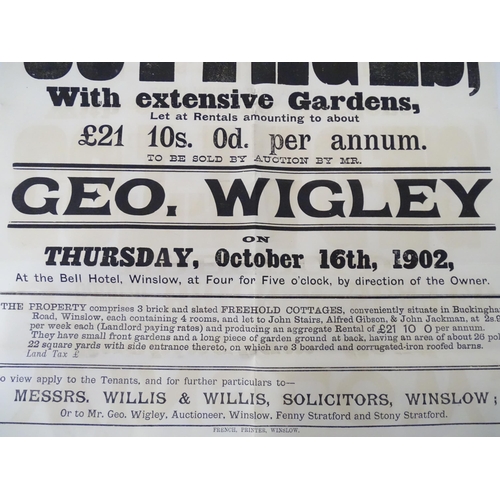 COTTAGES,
With extensive Gardens,
Let at Rentals amounting to about
£21 10s. 0d. per annum.
TO BE SOLD BY AUCTION BY MR.
GEO. WIGLEY
ON
THURSDAY, October 16th, 1902,
At the Bell Hotel, Winslow, at Four for Five o'clock, by direction of the Owner.
THE PROPERTY comprises 3 brick and slated FREEHOLD COTTAGES, conveniently situate in Buckingham
Road, Winslow, each containing 4 rooms, and let to John Stairs, Alfred Gibson, & John Jackman, at 2s.9
per week each (Landlord paying rates) and producing an aggregate Rental of £21 10 0 per annum.
They have small front gardens and a long piece of garden ground at back, having an area of about 26 pol
22 square yards with side entrance thereto, on which are 3 boarded and corrugated-iron roofed barns.
Land Tax £
o view apply to the Tenants, and for further particulars to—
MESSRS. WILLIS & WILLIS, SOLICITORS, WINSLOW;
Or to Mr. Geo. Wigley, Auctioneer, Winslow, Fenny Stratford and Stony Stratford.
FRENCH, PRINTER, WINSLOW.